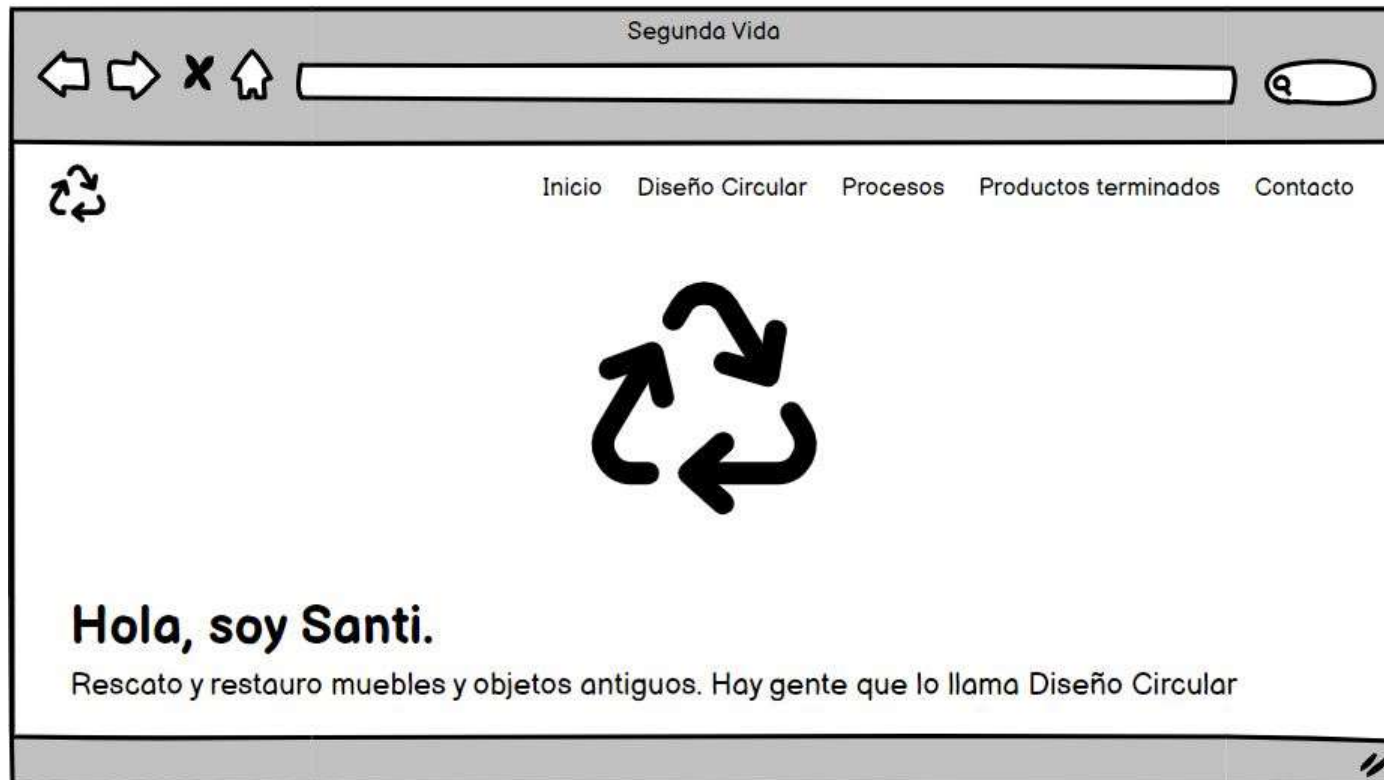 Segunda Vida
Inicio Diseño Circular Procesos Productos terminados Contacto
Hola, soy Santi.
Rescato y restauro muebles y objetos antiguos. Hay gente que lo llama Diseño Circular